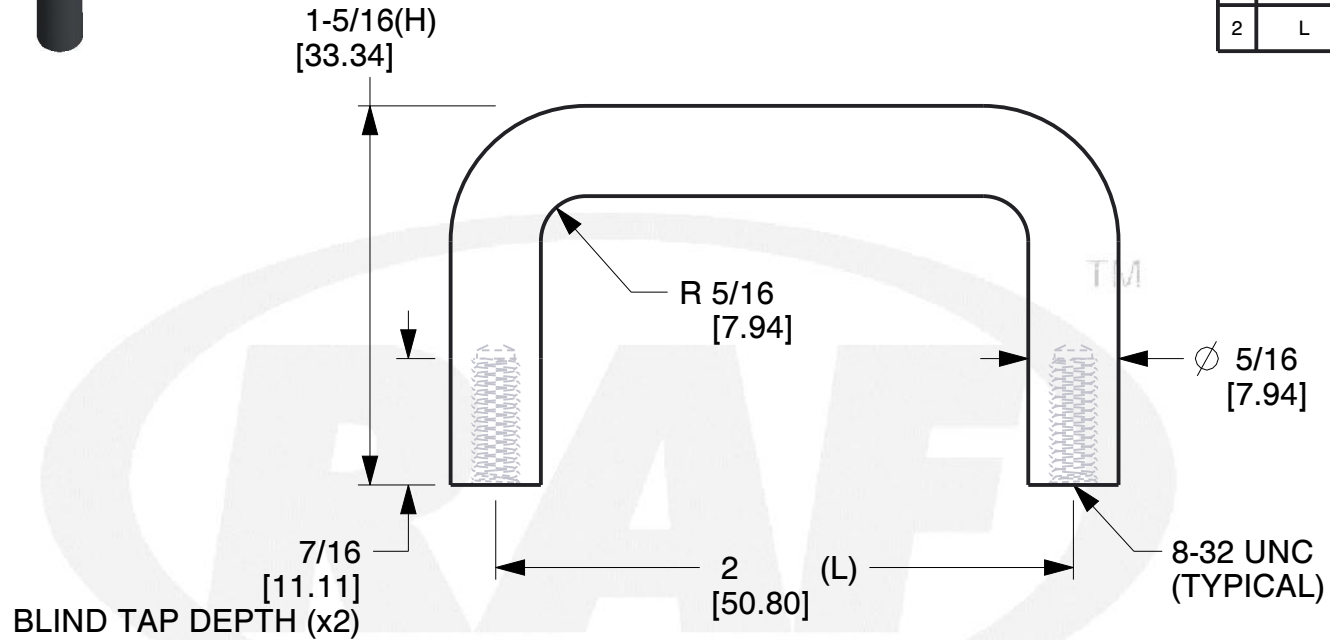 1-5/16(H)
[33.34]
2 L
TM
R 5/16
[7.94]
Ø 5/16
[7.94]
RAF
7/16
[11.11]
BLIND TAP DEPTH (x2)
2 (L)
[50.80]
8-32 UNC
(TYPICAL)